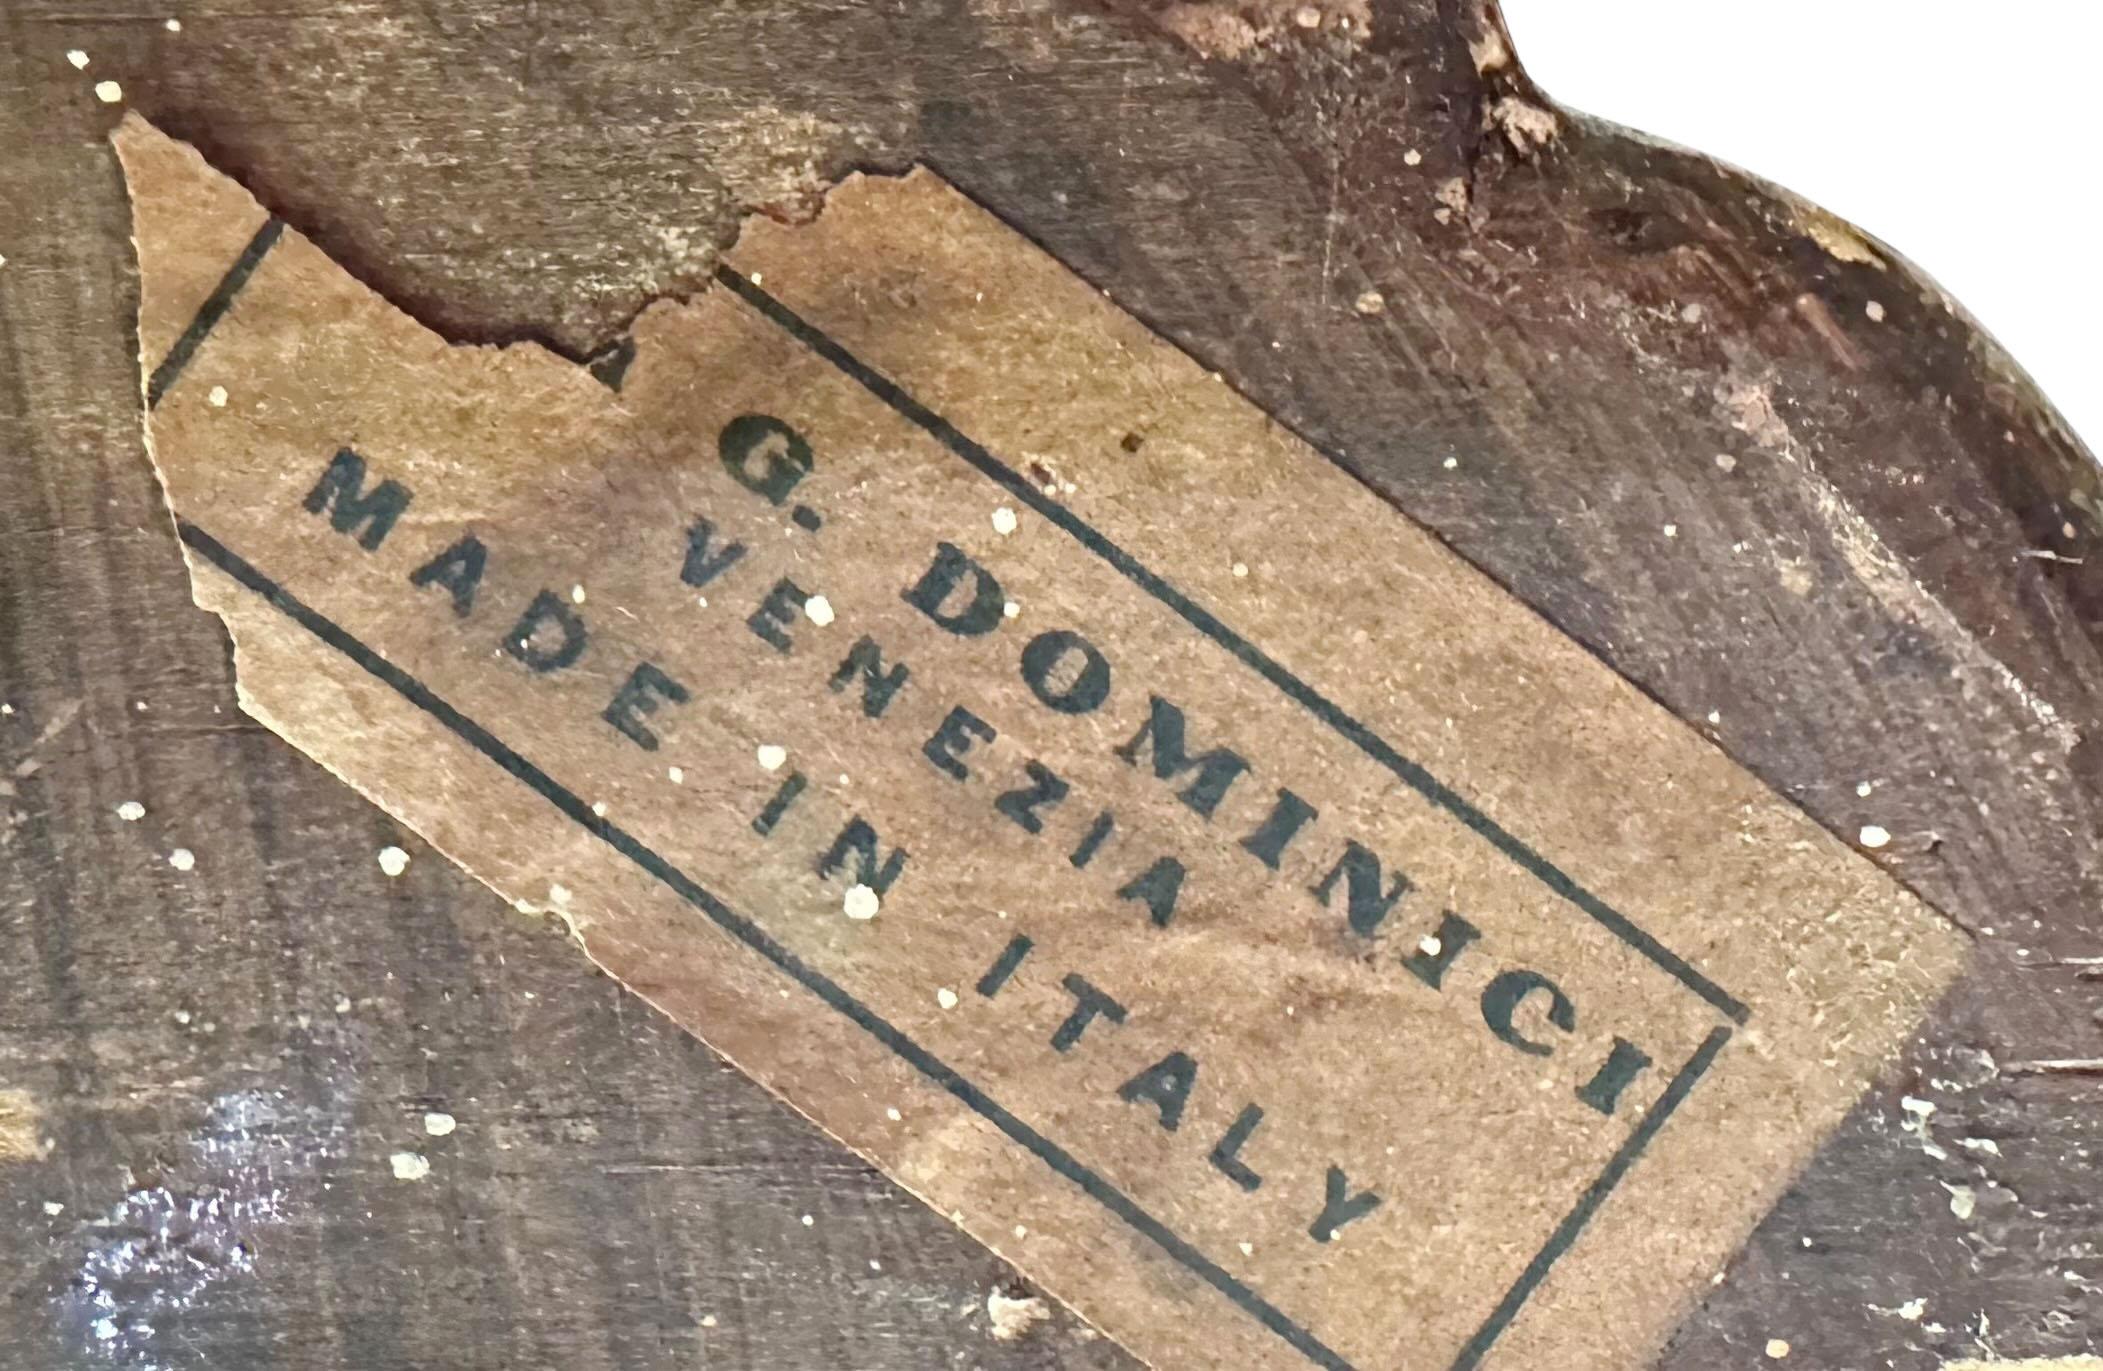 G. DOMINICI
VENEZIA
MADE IN ITALY